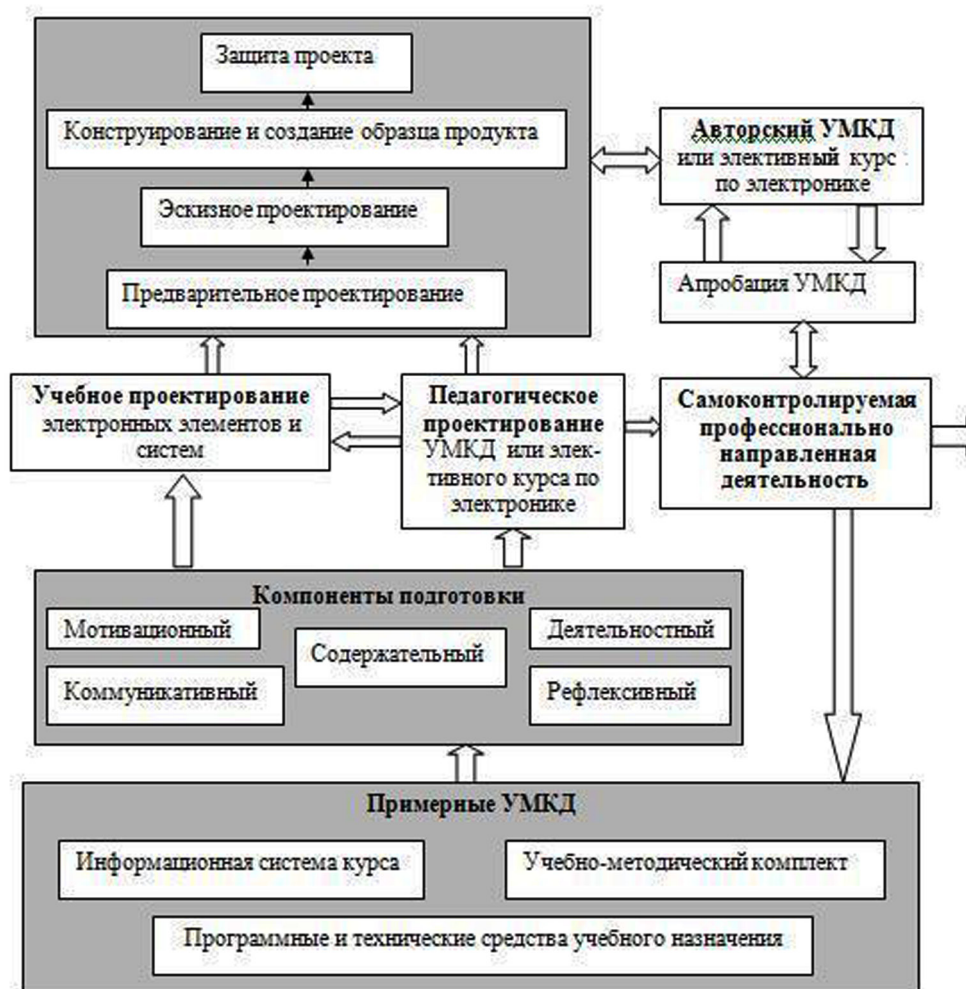 Защита проекта
Конструирование и создание образца продукта
Эскизное проектирование
Предварительное проектирование
Авторский УМКД
или элективный курс
по электронике
Апробация УМКД
Учебное проектирование
электронных элементов и
систем
Педагогическое
проектирование
УМКД или элек-
тивного курса по
электронике
Самоконтролируемая
профессионально
направленная
деятельность
Компоненты подготовки
Мотивационный
Содержательный
Деятельностный
Коммуникативный
Рефлексивный
Примерные УМКД
Информационная система курса
Учебно-методический комплект
Программные и технические средства учебного назначения